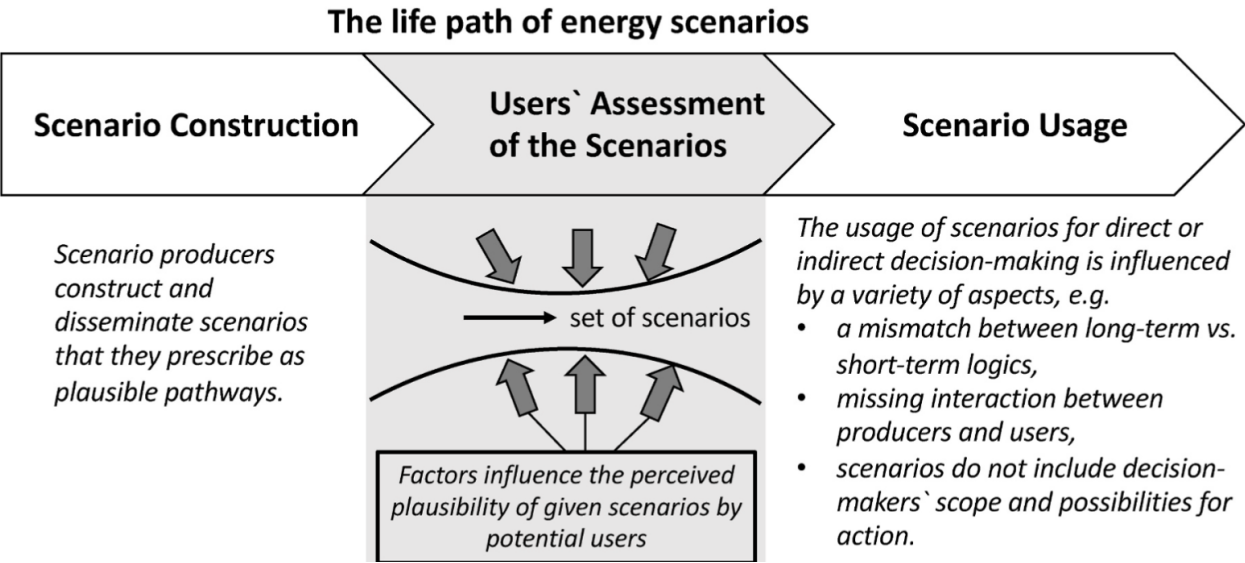 The life path of energy scenarios
Scenario Construction
Users` Assessment
of the Scenarios
Scenario Usage
Scenario producers
construct and
disseminate scenarios
that they prescribe as
plausible pathways.
set of scenarios
Factors influence the perceived
plausibility of given scenarios by
potential users
The usage of scenarios for direct or
indirect decision-making is influenced
by a variety of aspects, e.g.
• a mismatch between long-term vs.
short-term logics,
• missing interaction between
producers and users,
• scenarios do not include decision-
makers` scope and possibilities for
action.